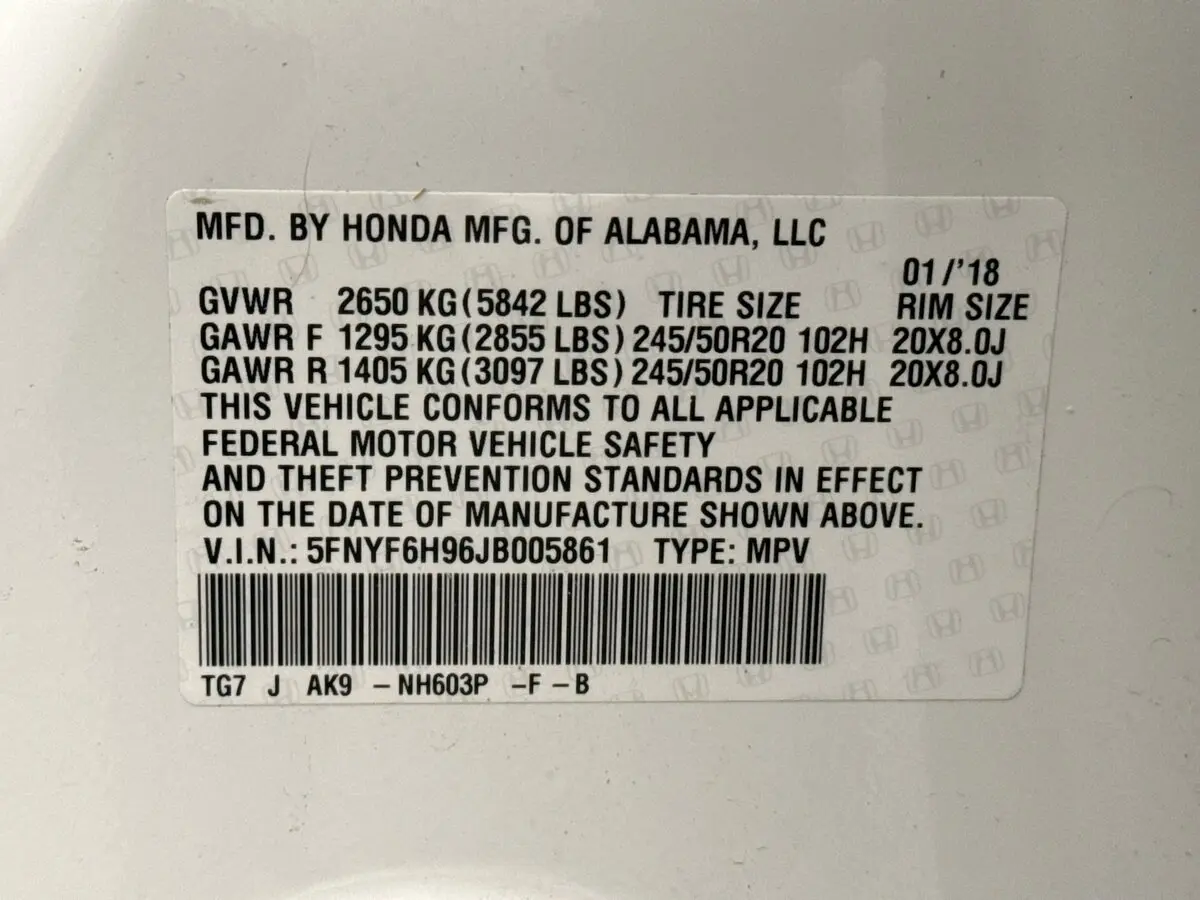 MFD. BY HONDA MFG. OF ALABAMA, LLC
01/'18
GVWR 2650 KG(5842 LBS) TIRE SIZE RIM SIZE
GAWR F 1295 KG(2855 LBS) 245/50R20 102H 20X8.0J
GAWR R 1405 KG(3097 LBS) 245/50R20 102H 20X8.0J
THIS VEHICLE CONFORMS TO ALL APPLICABLE
FEDERAL MOTOR VEHICLE SAFETY
AND THEFT PREVENTION STANDARDS IN EFFECT
ON THE DATE OF MANUFACTURE SHOWN ABOVE.
V.I.N.: 5FNYF6H96JB005861 TYPE: MPV
TG7 J AK9 -NH603P -F -B